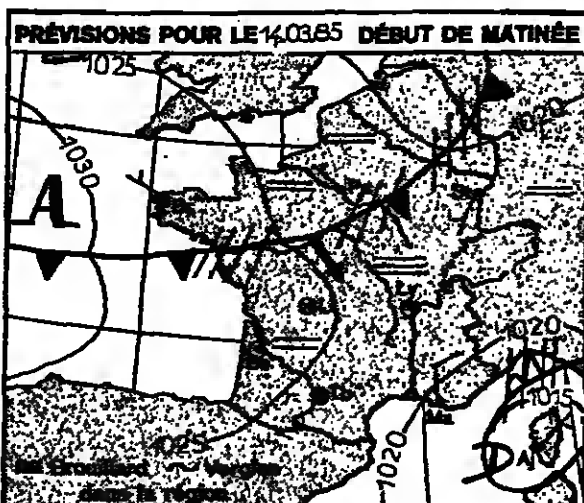 PRÉVISIONS POUR LE 14.03.85 DÉBUT DE MATINÉE
1025
1020
1030
A
1020
1015
D
1025
1020
Brouillard ~ Verglas
dans la région